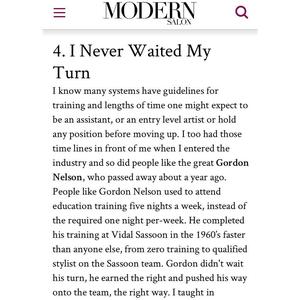 MODERN
SALON
4. I Never Waited My
Turn
I know many systems have guidelines for
training and lengths of time one might expect to
be an assistant, or an entry level artist or hold
any position before moving up. I too had those
time lines in front of me when I entered the
industry and so did people like the great Gordon
Nelson, who passed away about a year ago.
People like Gordon Nelson used to attend
education training five nights a week, instead of
the required one night per-week. He completed
his training at Vidal Sassoon in the 1960's faster
than anyone else, from zero training to qualified
stylist on the Sassoon team. Gordon didn't wait
his turn, he earned the right and pushed his way
onto the team, the right way. I taught in